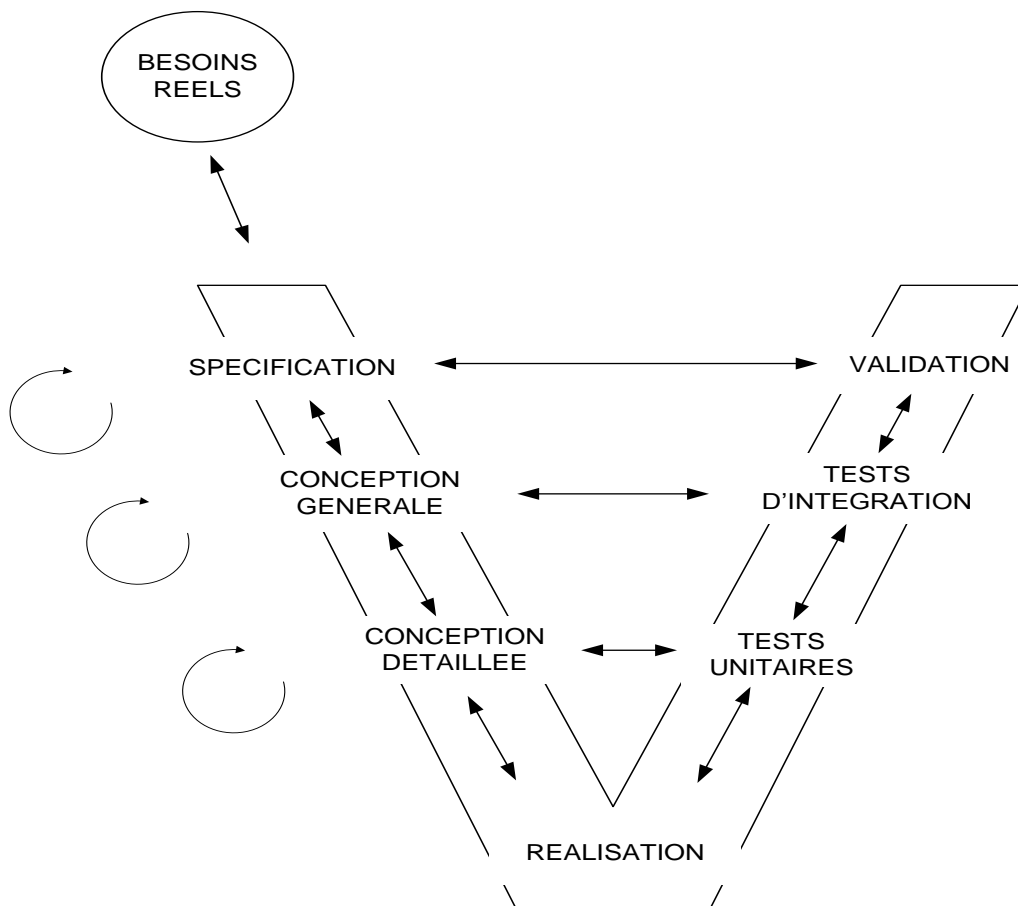 BESOINS
REELS
SPECIFICATION
VALIDATION
CONCEPTION
GENERALE
TESTS
D'INTEGRATION
CONCEPTION
DETAILLEE
TESTS
UNITAIRES
REALISATION